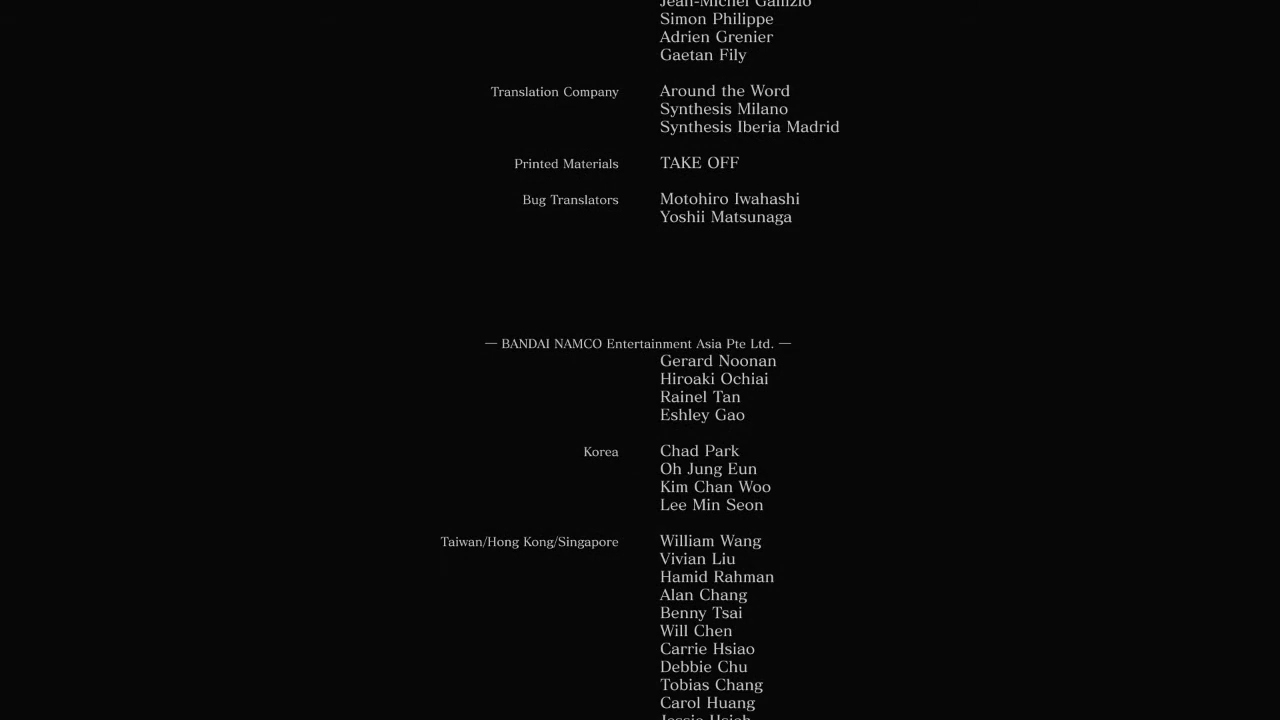 Jean-Michel Gallizio
Simon Philippe
Adrien Grenier
Gaetan Fily
Translation Company Around the Word
Synthesis Milano
Synthesis Iberia Madrid
Printed Materials TAKE OFF
Bug Translators Motohiro Iwahashi
Yoshii Matsunaga
— BANDAI NAMCO Entertainment Asia Pte Ltd. —
Gerard Noonan
Hiroaki Ochiai
Rainel Tan
Eshley Gao
Korea Chad Park
Oh Jung Eun
Kim Chan Woo
Lee Min Seon
Taiwan/Hong Kong/Singapore William Wang
Vivian Liu
Hamid Rahman
Alan Chang
Benny Tsai
Will Chen
Carrie Hsiao
Debbie Chu
Tobias Chang
Carol Huang